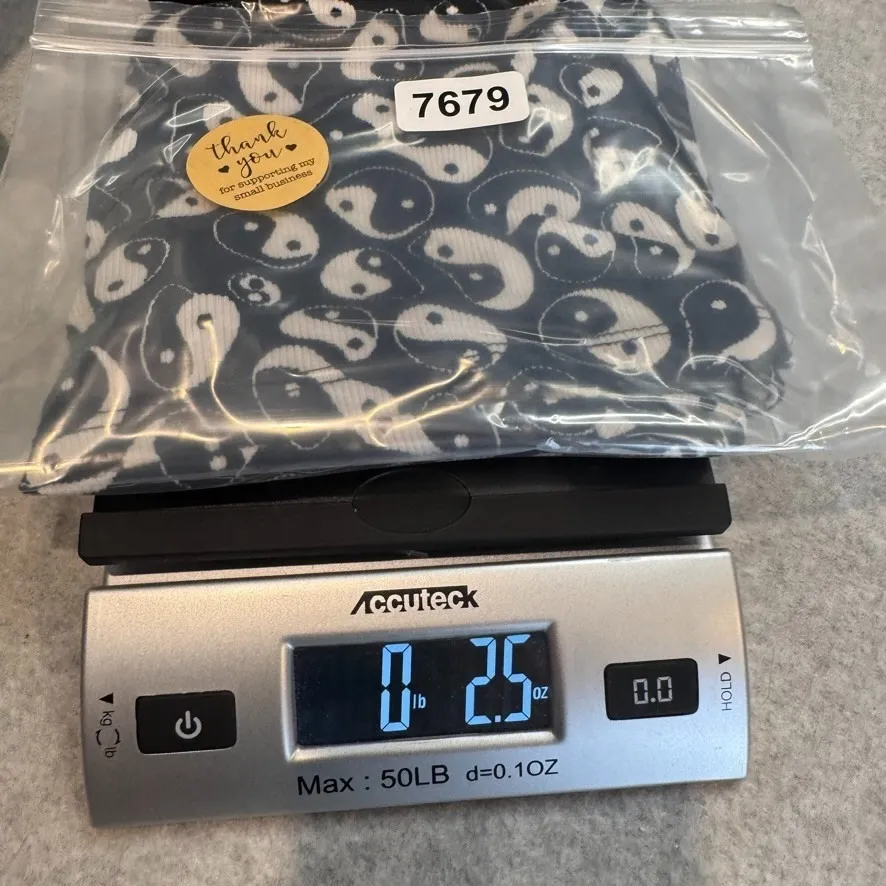 7679
thank
you
for supporting my
small business
Accuteck
0 lb 2.5 oz
0.0
HOLD
kg lb
Max : 50LB d=0.1OZ